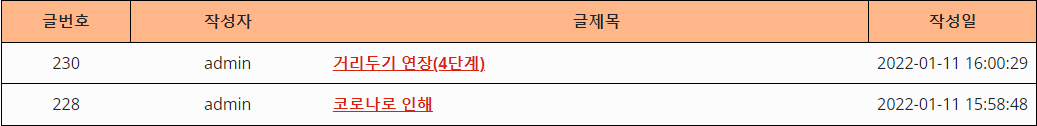 글번호 작성자 글제목 작성일
230 admin 거리두기 연장(4단계) 2022-01-11 16:00:29
228 admin 코로나로 인해 2022-01-11 15:58:48